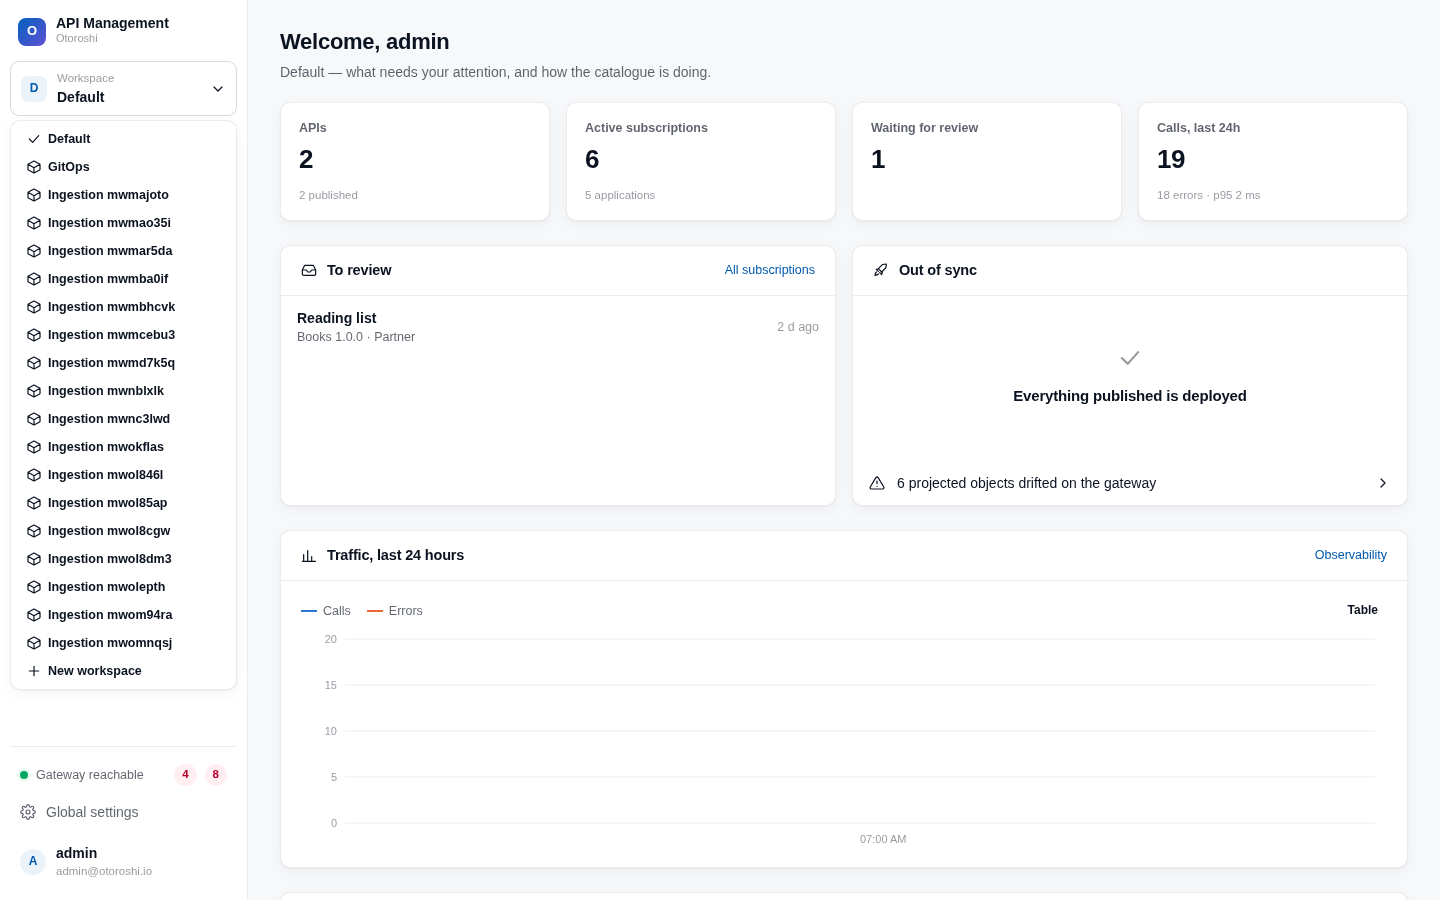 O
API Management
Otoroshi
D
Workspace
Default
Default
GitOps
Ingestion mwmajoto
Ingestion mwmao35i
Ingestion mwmar5da
Ingestion mwmba0if
Ingestion mwmbhcvk
Ingestion mwmcebu3
Ingestion mwmd7k5q
Ingestion mwnblxlk
Ingestion mwnc3lwd
Ingestion mwokflas
Ingestion mwol846l
Ingestion mwol85ap
Ingestion mwol8cgw
Ingestion mwol8dm3
Ingestion mwolepth
Ingestion mwom94ra
Ingestion mwomnqsj
New workspace
Gateway reachable
4
8
Global settings
A
admin
admin@otoroshi.io
Welcome, admin
Default — what needs your attention, and how the catalogue is doing.
APIs
2
2 published
Active subscriptions
6
5 applications
Waiting for review
1
Calls, last 24h
19
18 errors · p95 2 ms
To review
All subscriptions
Reading list
Books 1.0.0 · Partner
2 d ago
Out of sync
Everything published is deployed
6 projected objects drifted on the gateway
Traffic, last 24 hours
Observability
Calls
Errors
Table
20
15
10
5
0
07:00 AM